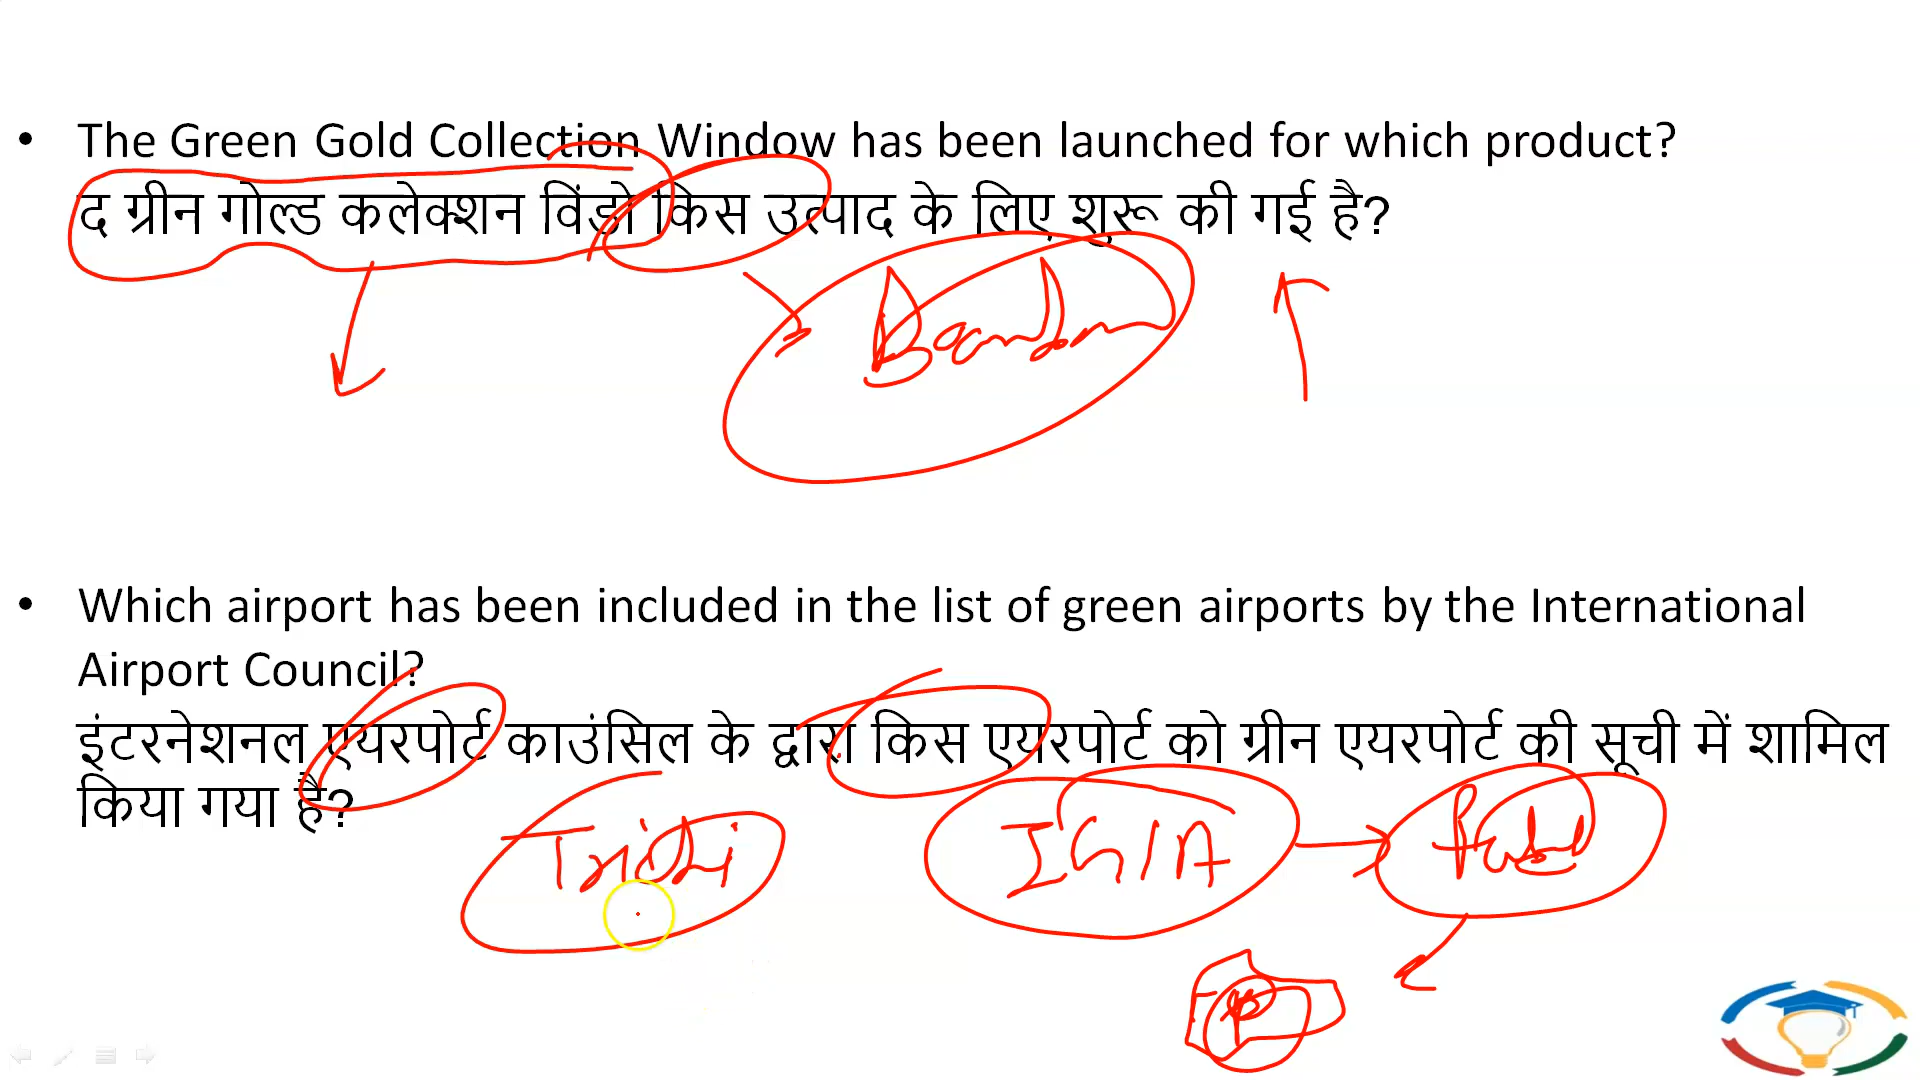 • The Green Gold Collection Window has been launched for which product?
द ग्रीन गोल्ड कलेक्शन विंडो किस उत्पाद के लिए शुरू की गई है?
• Which airport has been included in the list of green airports by the International
Airport Council?
इंटरनेशनल एयरपोर्ट काउंसिल के द्वारा किस एयरपोर्ट को ग्रीन एयरपोर्ट की सूची में शामिल
किया गया है?
IGIA